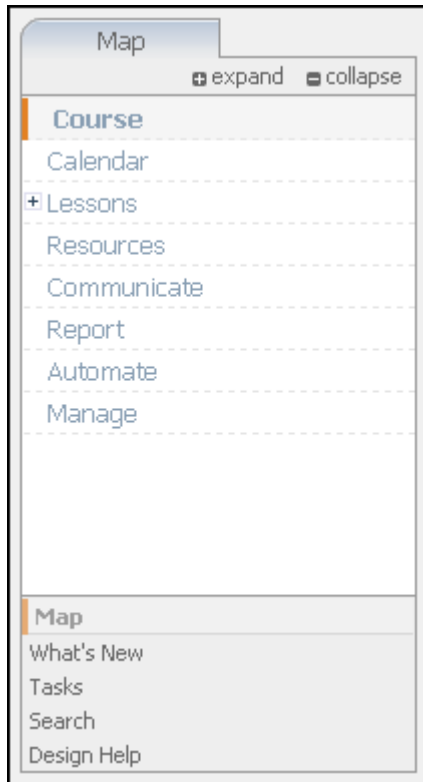 Map
expand collapse
Course
Calendar
Lessons
Resources
Communicate
Report
Automate
Manage
Map
What's New
Tasks
Search
Design Help